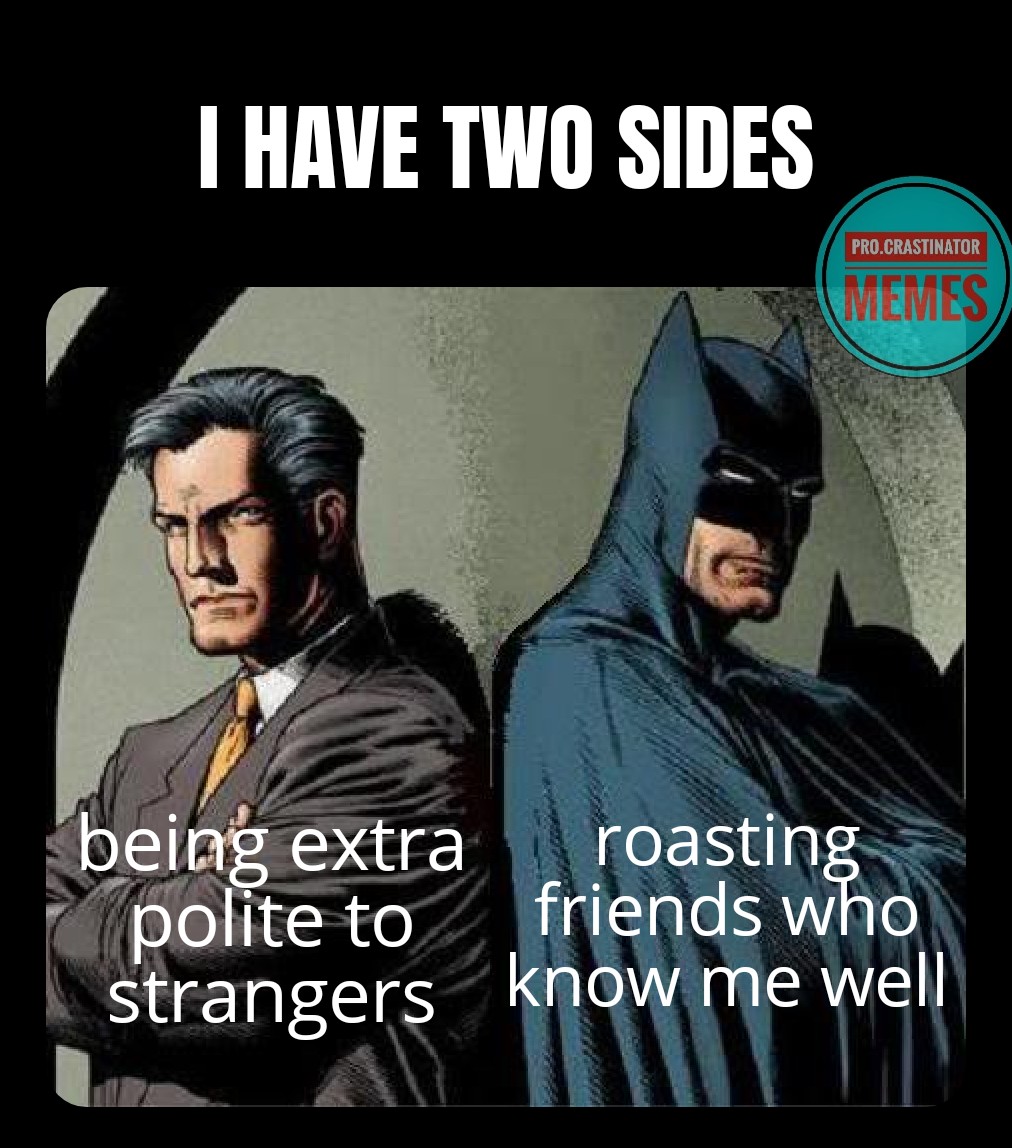 I HAVE TWO SIDES
PRO.CRASTINATOR
MEMES
being extra
polite to
strangers
roasting
friends who
know me well